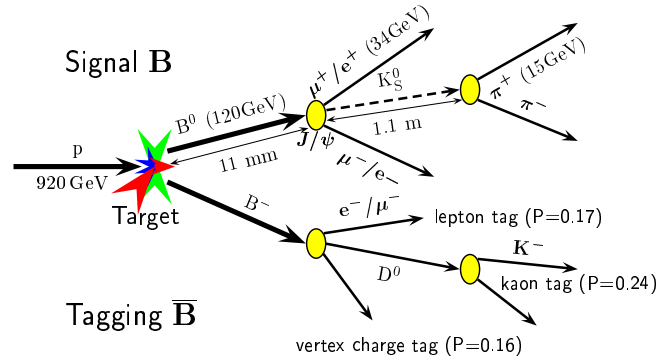 Signal B
μ⁺/e⁺ (34GeV)
K⁰S
π⁺ (15GeV)
π⁻
B⁰ (120GeV)
1.1 m
J/ψ
11 mm
μ⁻/e₋
p
920 GeV
Target
B⁻
e⁻/μ⁻
lepton tag (P=0.17)
K⁻
D⁰
kaon tag (P=0.24)
Tagging B̅
vertex charge tag (P=0.16)